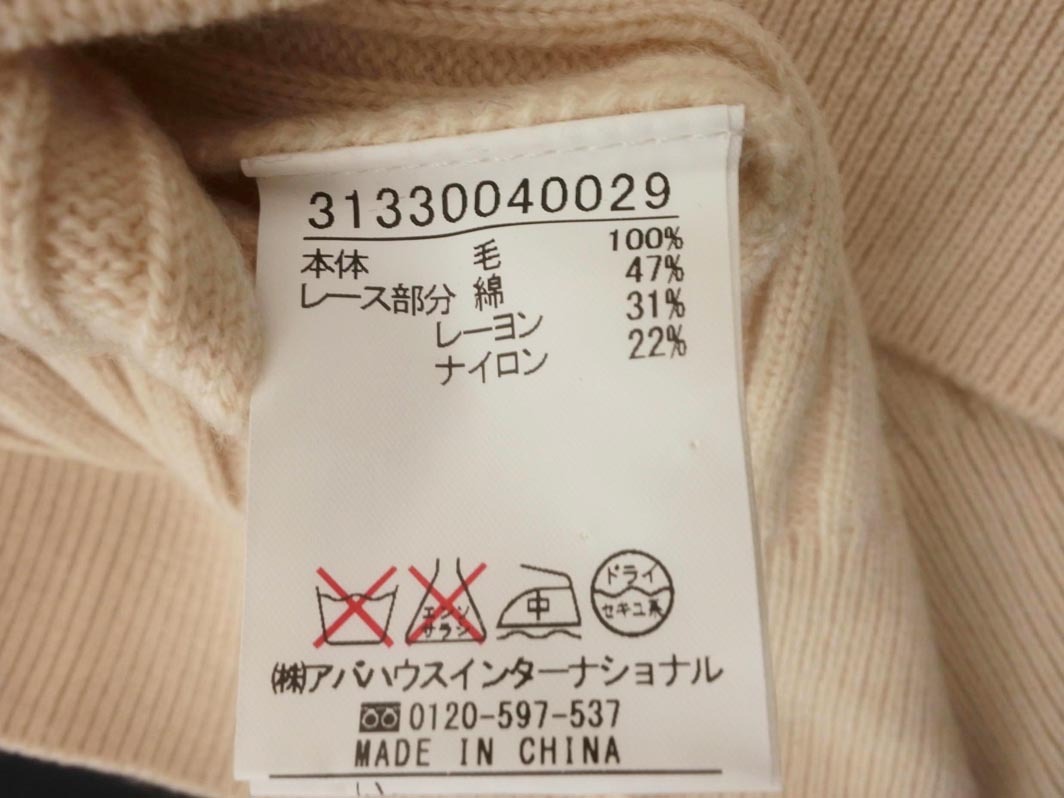 31330040029
本体 毛 100%
レース部分 綿 47%
レーヨン 31%
ナイロン 22%
エンソ
サラシ
中
ドライ
セキユ系
㈱アバハウスインターナショナル
0120-597-537
MADE IN CHINA